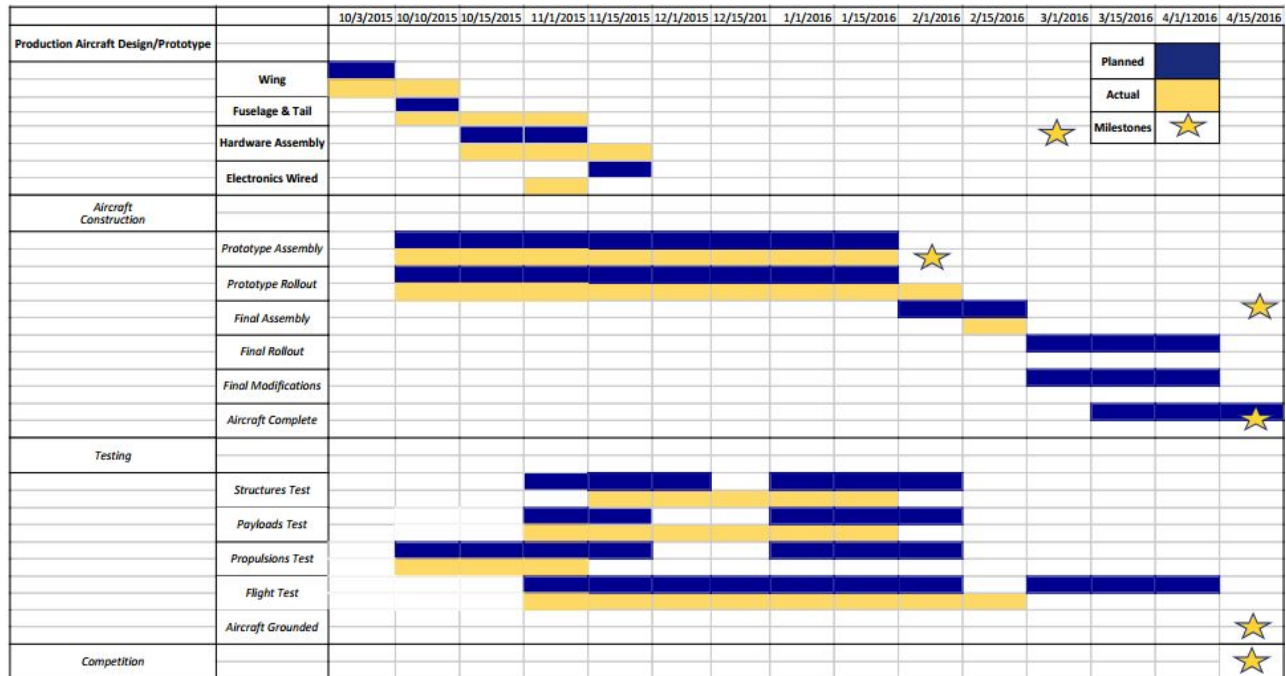 10/3/2015 10/10/2015 10/15/2015 11/1/2015 11/15/2015 12/1/2015 12/15/201 1/1/2016 1/15/2016 2/1/2016 2/15/2016 3/1/2016 3/15/2016 4/1/12016 4/15/2016
Production Aircraft Design/Prototype
Planned
Wing
Actual
Fuselage & Tail
Milestones
Hardware Assembly
Electronics Wired
Aircraft
Construction
Prototype Assembly
Prototype Rollout
Final Assembly
Final Rollout
Final Modifications
Aircraft Complete
Testing
Structures Test
Payloads Test
Propulsions Test
Flight Test
Aircraft Grounded
Competition